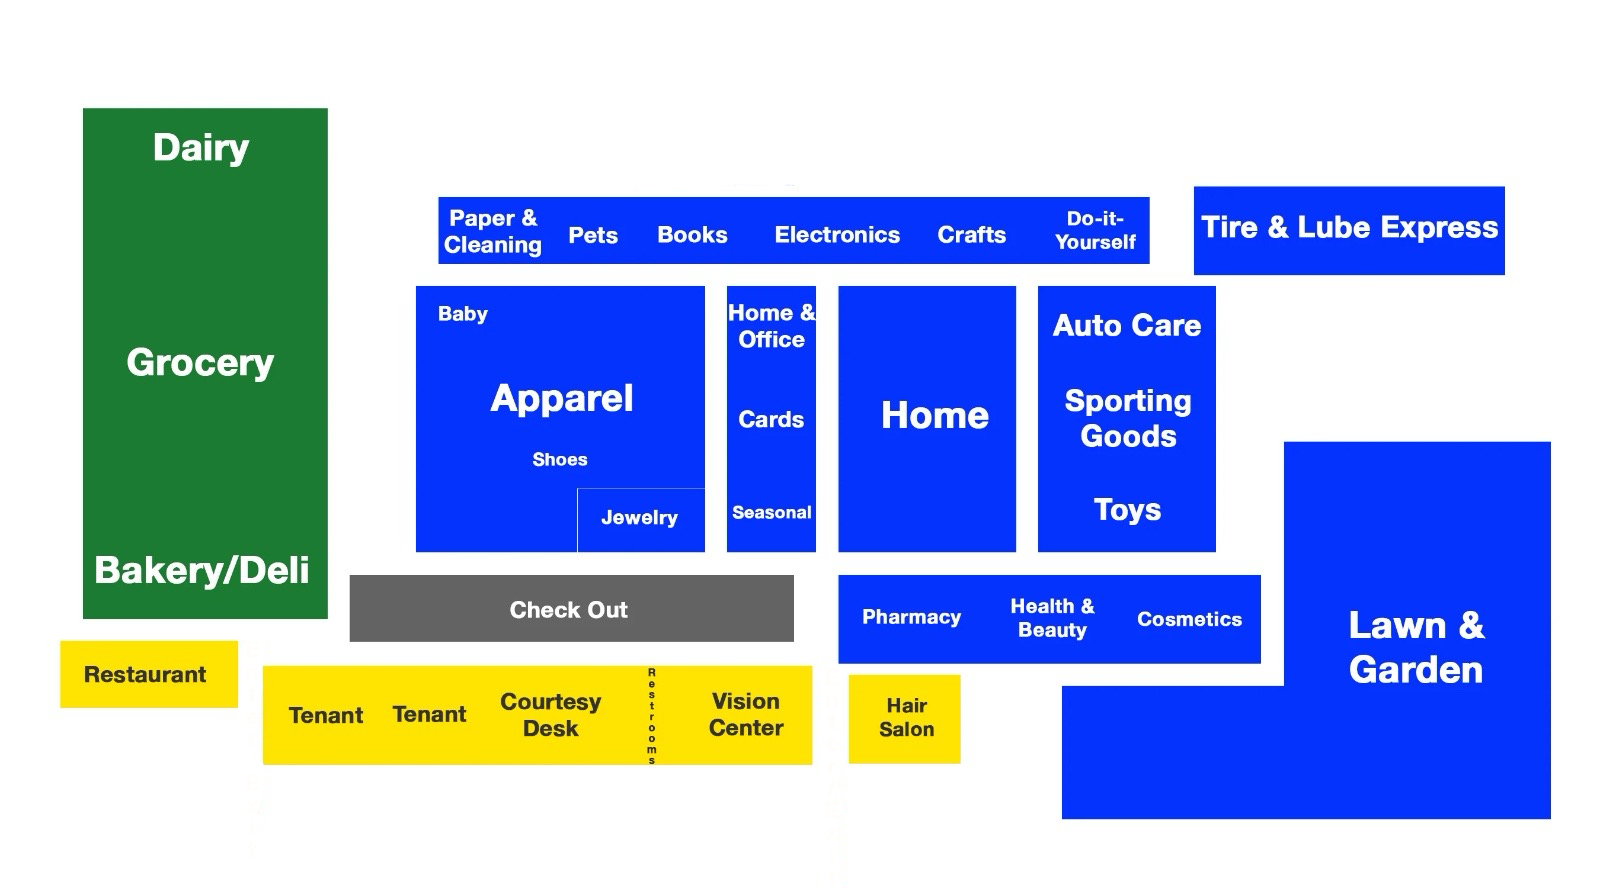 Dairy
Grocery
Bakery/Deli
Paper &
Cleaning
Pets
Books
Electronics
Crafts
Do-it-
Yourself
Tire & Lube Express
Baby
Apparel
Shoes
Jewelry
Home &
Office
Cards
Seasonal
Home
Auto Care
Sporting
Goods
Toys
Check Out
Pharmacy
Health &
Beauty
Cosmetics
Lawn &
Garden
Restaurant
Tenant
Tenant
Courtesy
Desk
Restrooms
Vision
Center
Hair
Salon